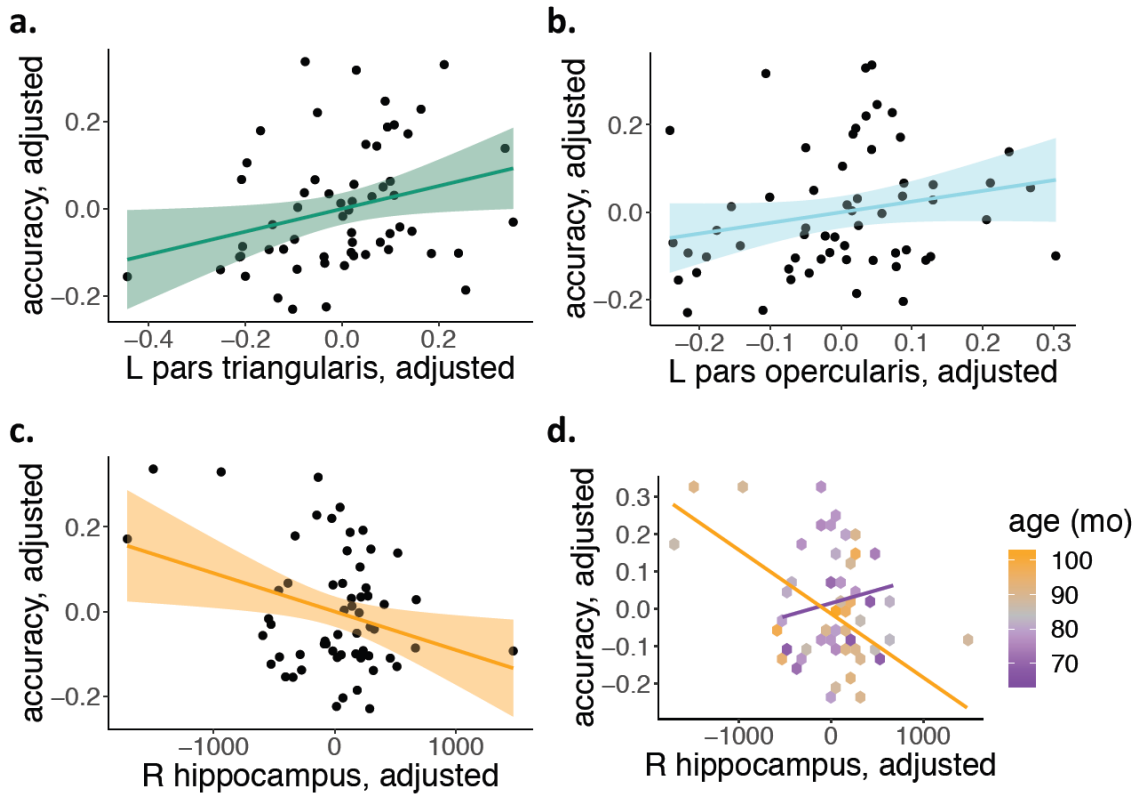 a.
accuracy, adjusted
0.2
0.0
−0.2
−0.4
−0.2
0.0
0.2
L pars triangularis, adjusted
b.
accuracy, adjusted
0.2
0.0
−0.2
−0.2
−0.1
0.0
0.1
0.2
0.3
L pars opercularis, adjusted
c.
accuracy, adjusted
0.2
0.0
−0.2
−1000
0
1000
R hippocampus, adjusted
d.
accuracy, adjusted
0.3
0.2
0.1
0.0
−0.1
−0.2
−1000
0
1000
R hippocampus, adjusted
age (mo)
100
90
80
70